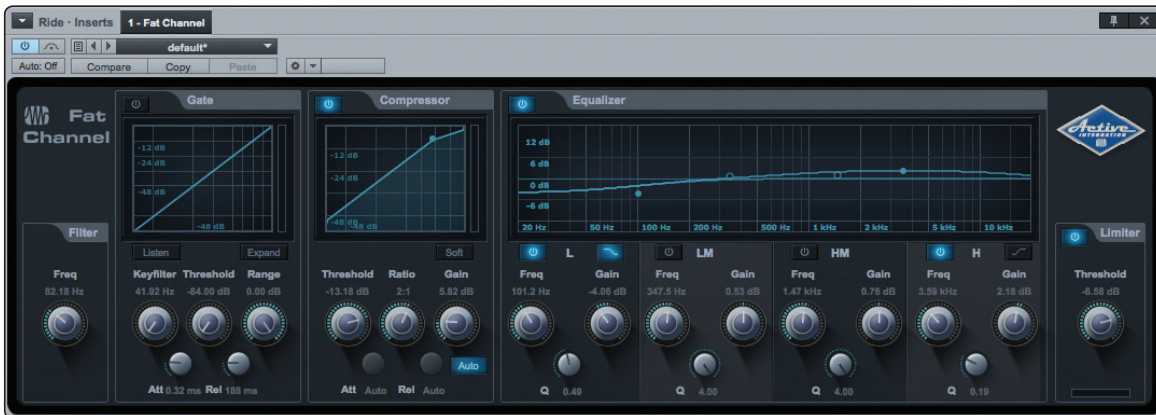 Ride - Inserts 1 - Fat Channel
default*
Auto: Off Compare Copy Paste
Fat Channel
Active INTEGRATION
Filter
Freq
82.18 Hz
Gate
-12 dB
-24 dB
-48 dB
-48 dB
Listen Expand
Keyfilter Threshold Range
41.92 Hz -84.00 dB 0.00 dB
Att 0.32 ms Rel 188 ms
Compressor
-12 dB
-24 dB
-48 dB
-48 dB
Soft
Threshold Ratio Gain
-13.18 dB 2:1 5.82 dB
Auto
Att Auto Rel Auto
Equalizer
12 dB
6 dB
0 dB
-6 dB
20 Hz 50 Hz 100 Hz 200 Hz 500 Hz 1 kHz 2 kHz 5 kHz 10 kHz
L LM HM H
Freq Gain Freq Gain Freq Gain Freq Gain
101.2 Hz -4.06 dB 347.5 Hz 0.53 dB 1.47 kHz 0.76 dB 3.59 kHz 2.18 dB
Q 0.49 Q 4.00 Q 4.00 Q 0.19
Limiter
Threshold
-6.58 dB